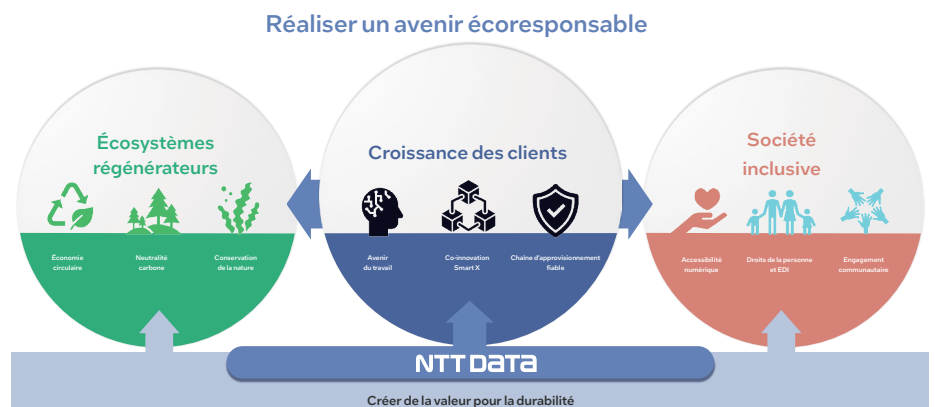 Réaliser un avenir écoresponsable
Écosystèmes
régénérateurs
Économie
circulaire
Neutralité
carbone
Conservation
de la nature
Croissance des clients
Avenir
du travail
Co-innovation
Smart X
Chaîne d'approvisionnement
fiable
Société
inclusive
Accessibilité
numérique
Droits de la personne
et EDI
Engagement
communautaire
NTT DATA
Créer de la valeur pour la durabilité